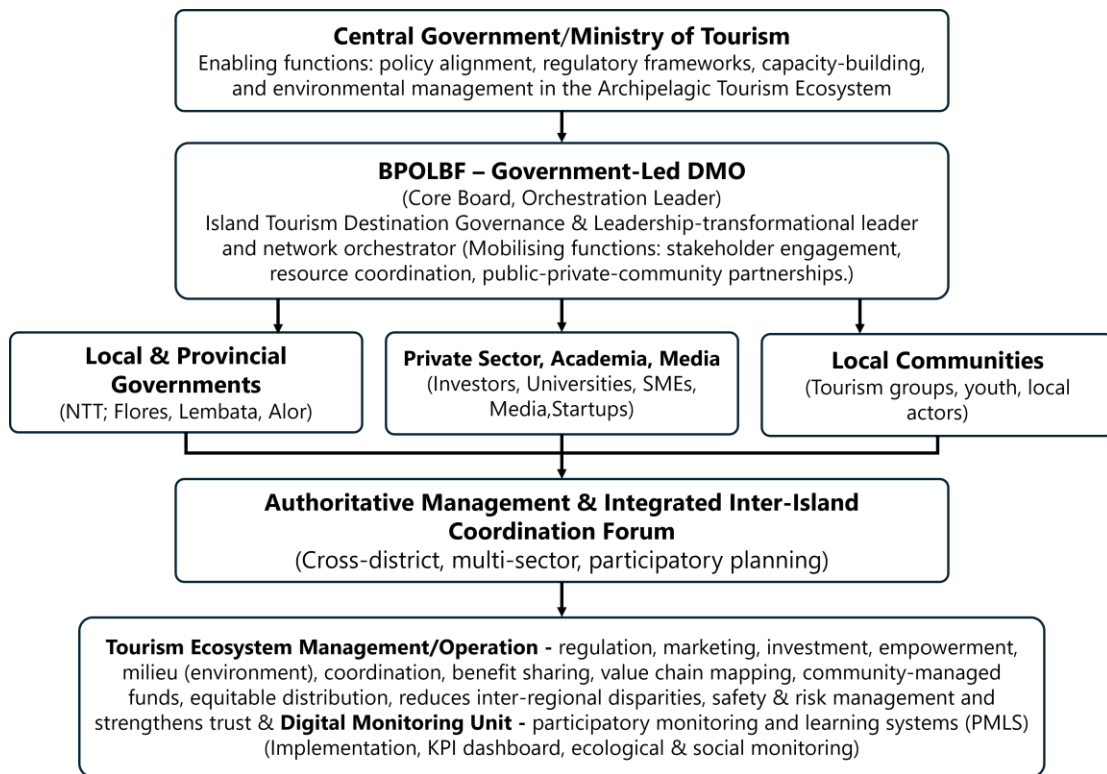 Central Government/Ministry of Tourism
Enabling functions: policy alignment, regulatory frameworks, capacity-building,
and environmental management in the Archipelagic Tourism Ecosystem
BPOLBF – Government-Led DMO
(Core Board, Orchestration Leader)
Island Tourism Destination Governance & Leadership-transformational leader
and network orchestrator (Mobilising functions: stakeholder engagement,
resource coordination, public-private-community partnerships.)
Local & Provincial
Governments
(NTT; Flores, Lembata, Alor)
Private Sector, Academia, Media
(Investors, Universities, SMEs,
Media,Startups)
Local Communities
(Tourism groups, youth, local
actors)
Authoritative Management & Integrated Inter-Island
Coordination Forum
(Cross-district, multi-sector, participatory planning)
Tourism Ecosystem Management/Operation - regulation, marketing, investment, empowerment,
milieu (environment), coordination, benefit sharing, value chain mapping, community-managed
funds, equitable distribution, reduces inter-regional disparities, safety & risk management and
strengthens trust & Digital Monitoring Unit - participatory monitoring and learning systems (PMLS)
(Implementation, KPI dashboard, ecological & social monitoring)